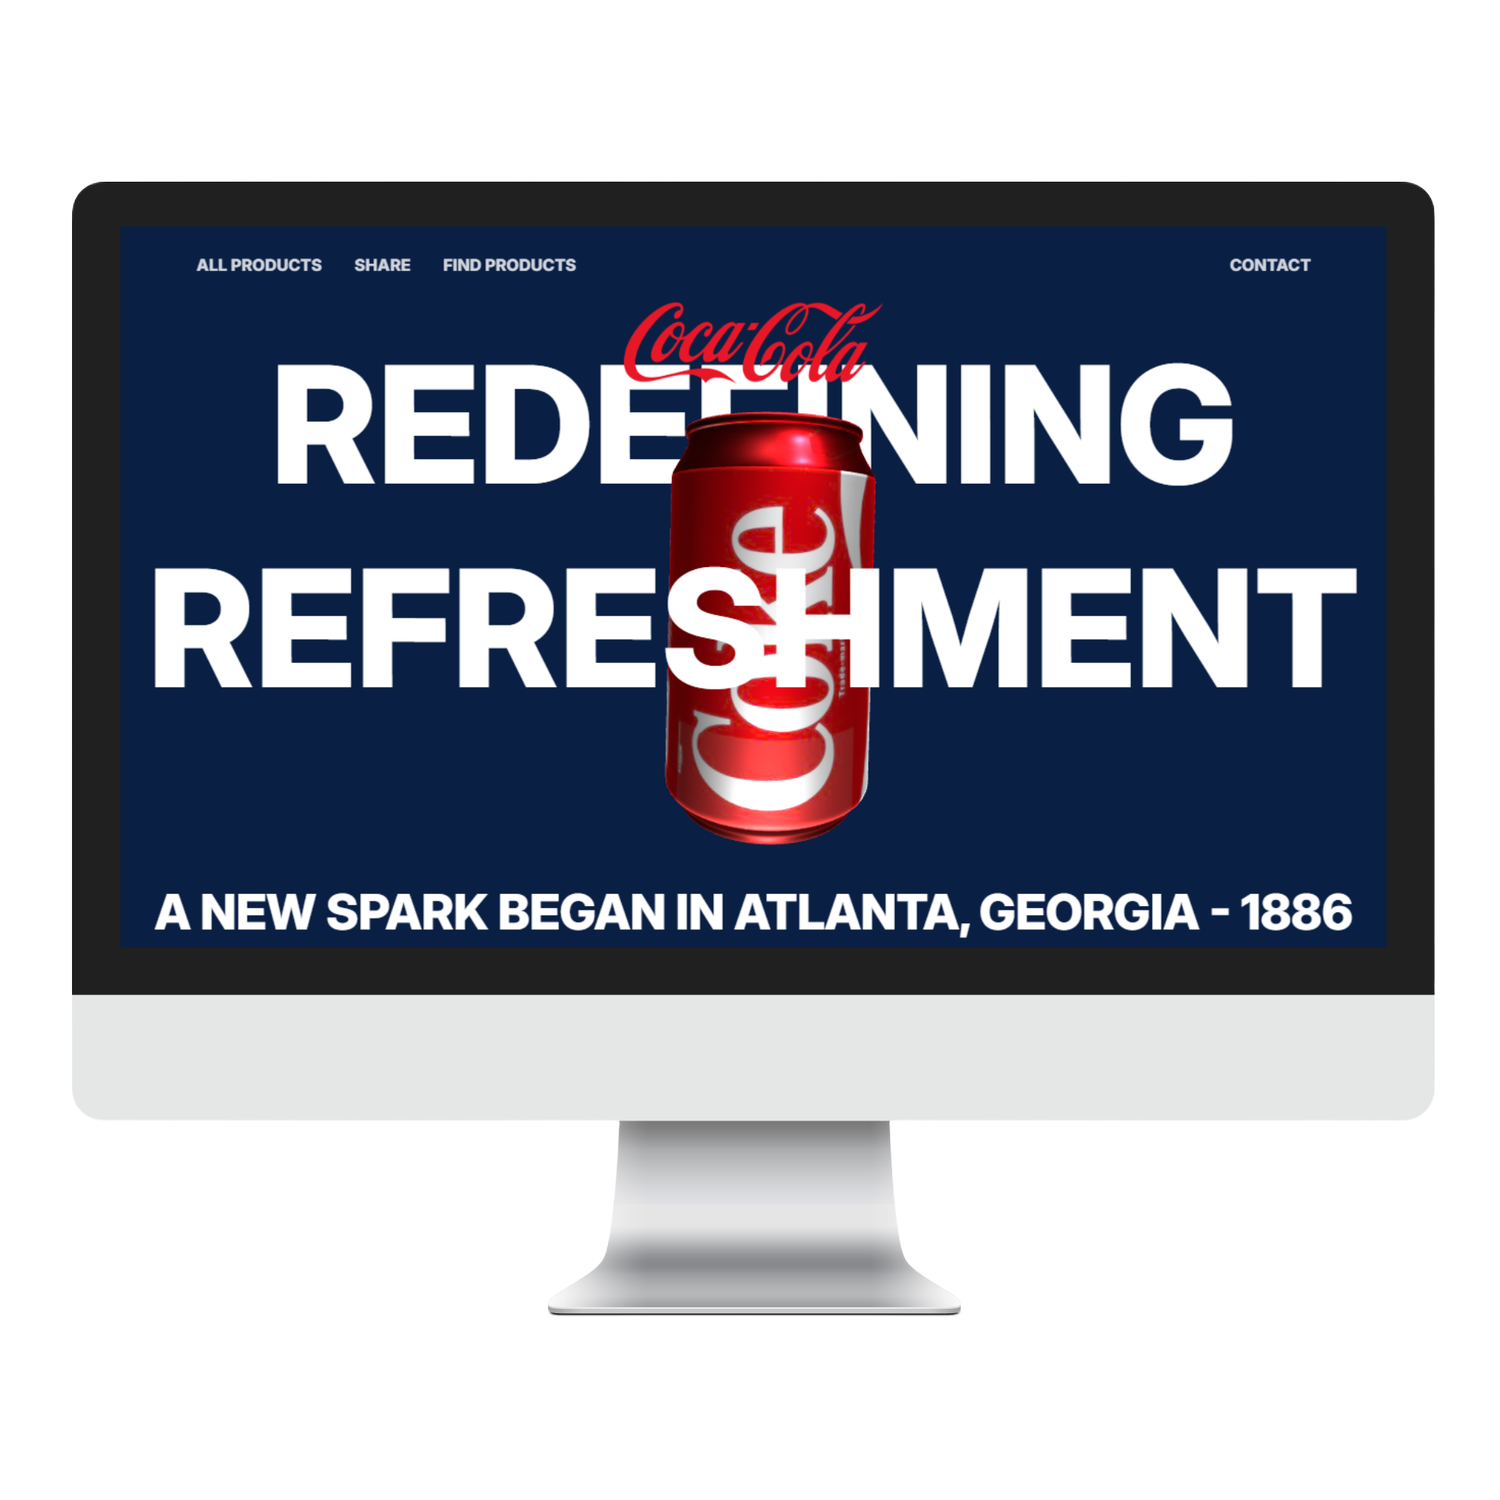 ALL PRODUCTS SHARE FIND PRODUCTS CONTACT
Coca-Cola
REDEFINING
REFRESHMENT
Coke
A NEW SPARK BEGAN IN ATLANTA, GEORGIA - 1886